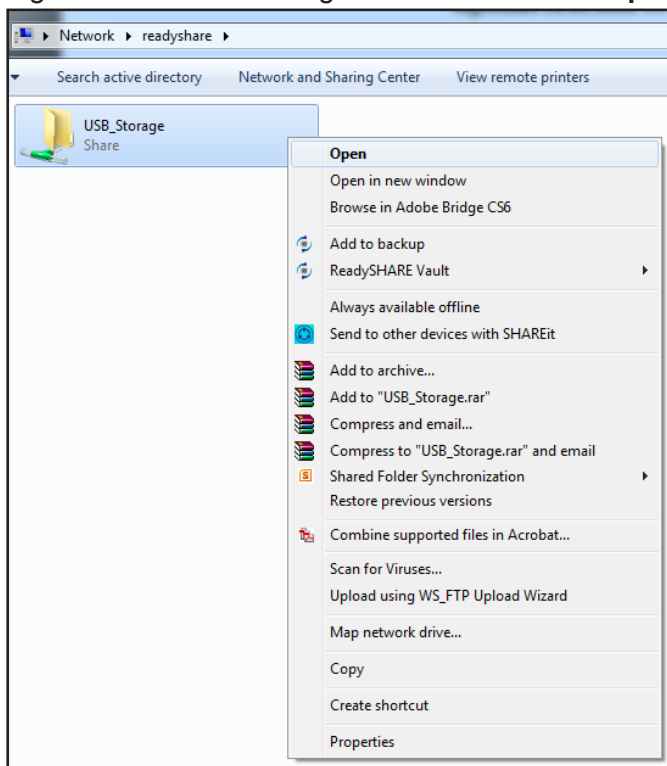 Network ▸ readyshare ▸
Search active directory Network and Sharing Center View remote printers
USB_Storage
Share
Open
Open in new window
Browse in Adobe Bridge CS6
Add to backup
ReadySHARE Vault
Always available offline
Send to other devices with SHAREit
Add to archive...
Add to "USB_Storage.rar"
Compress and email...
Compress to "USB_Storage.rar" and email
Shared Folder Synchronization
Restore previous versions
Combine supported files in Acrobat...
Scan for Viruses...
Upload using WS_FTP Upload Wizard
Map network drive...
Copy
Create shortcut
Properties